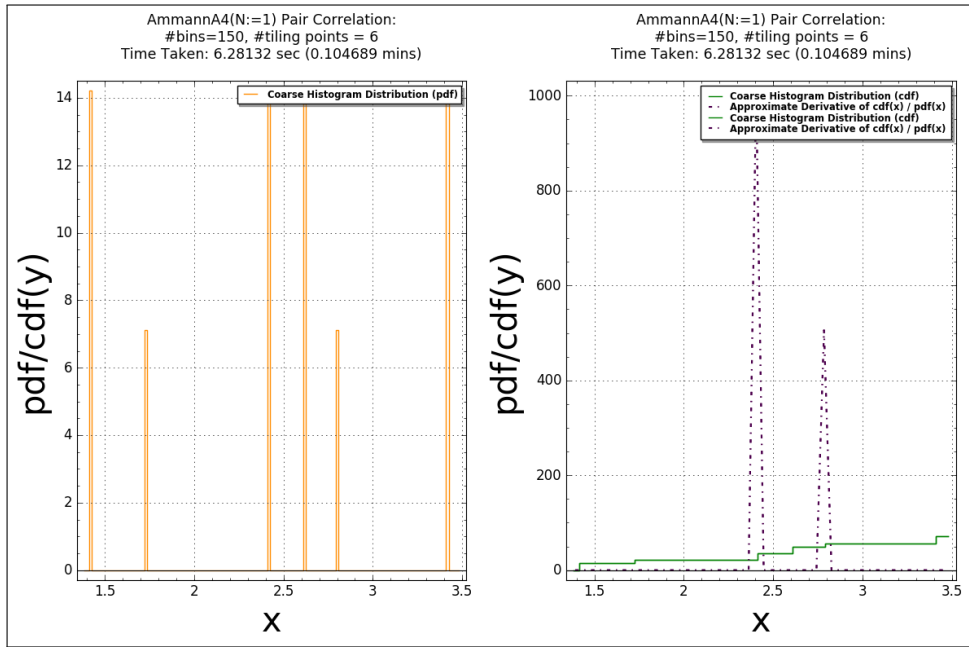 AmmannA4(N:=1) Pair Correlation:
#bins=150, #tiling points = 6
Time Taken: 6.28132 sec (0.104689 mins)
Coarse Histogram Distribution (pdf)
14
12
10
8
6
4
2
0
pdf/cdf(y)
1.5
2
2.5
3
3.5
x
AmmannA4(N:=1) Pair Correlation:
#bins=150, #tiling points = 6
Time Taken: 6.28132 sec (0.104689 mins)
Coarse Histogram Distribution (cdf)
Approximate Derivative of cdf(x) / pdf(x)
Coarse Histogram Distribution (cdf)
Approximate Derivative of cdf(x) / pdf(x)
1000
800
600
400
200
0
pdf/cdf(y)
1.5
2
2.5
3
3.5
x